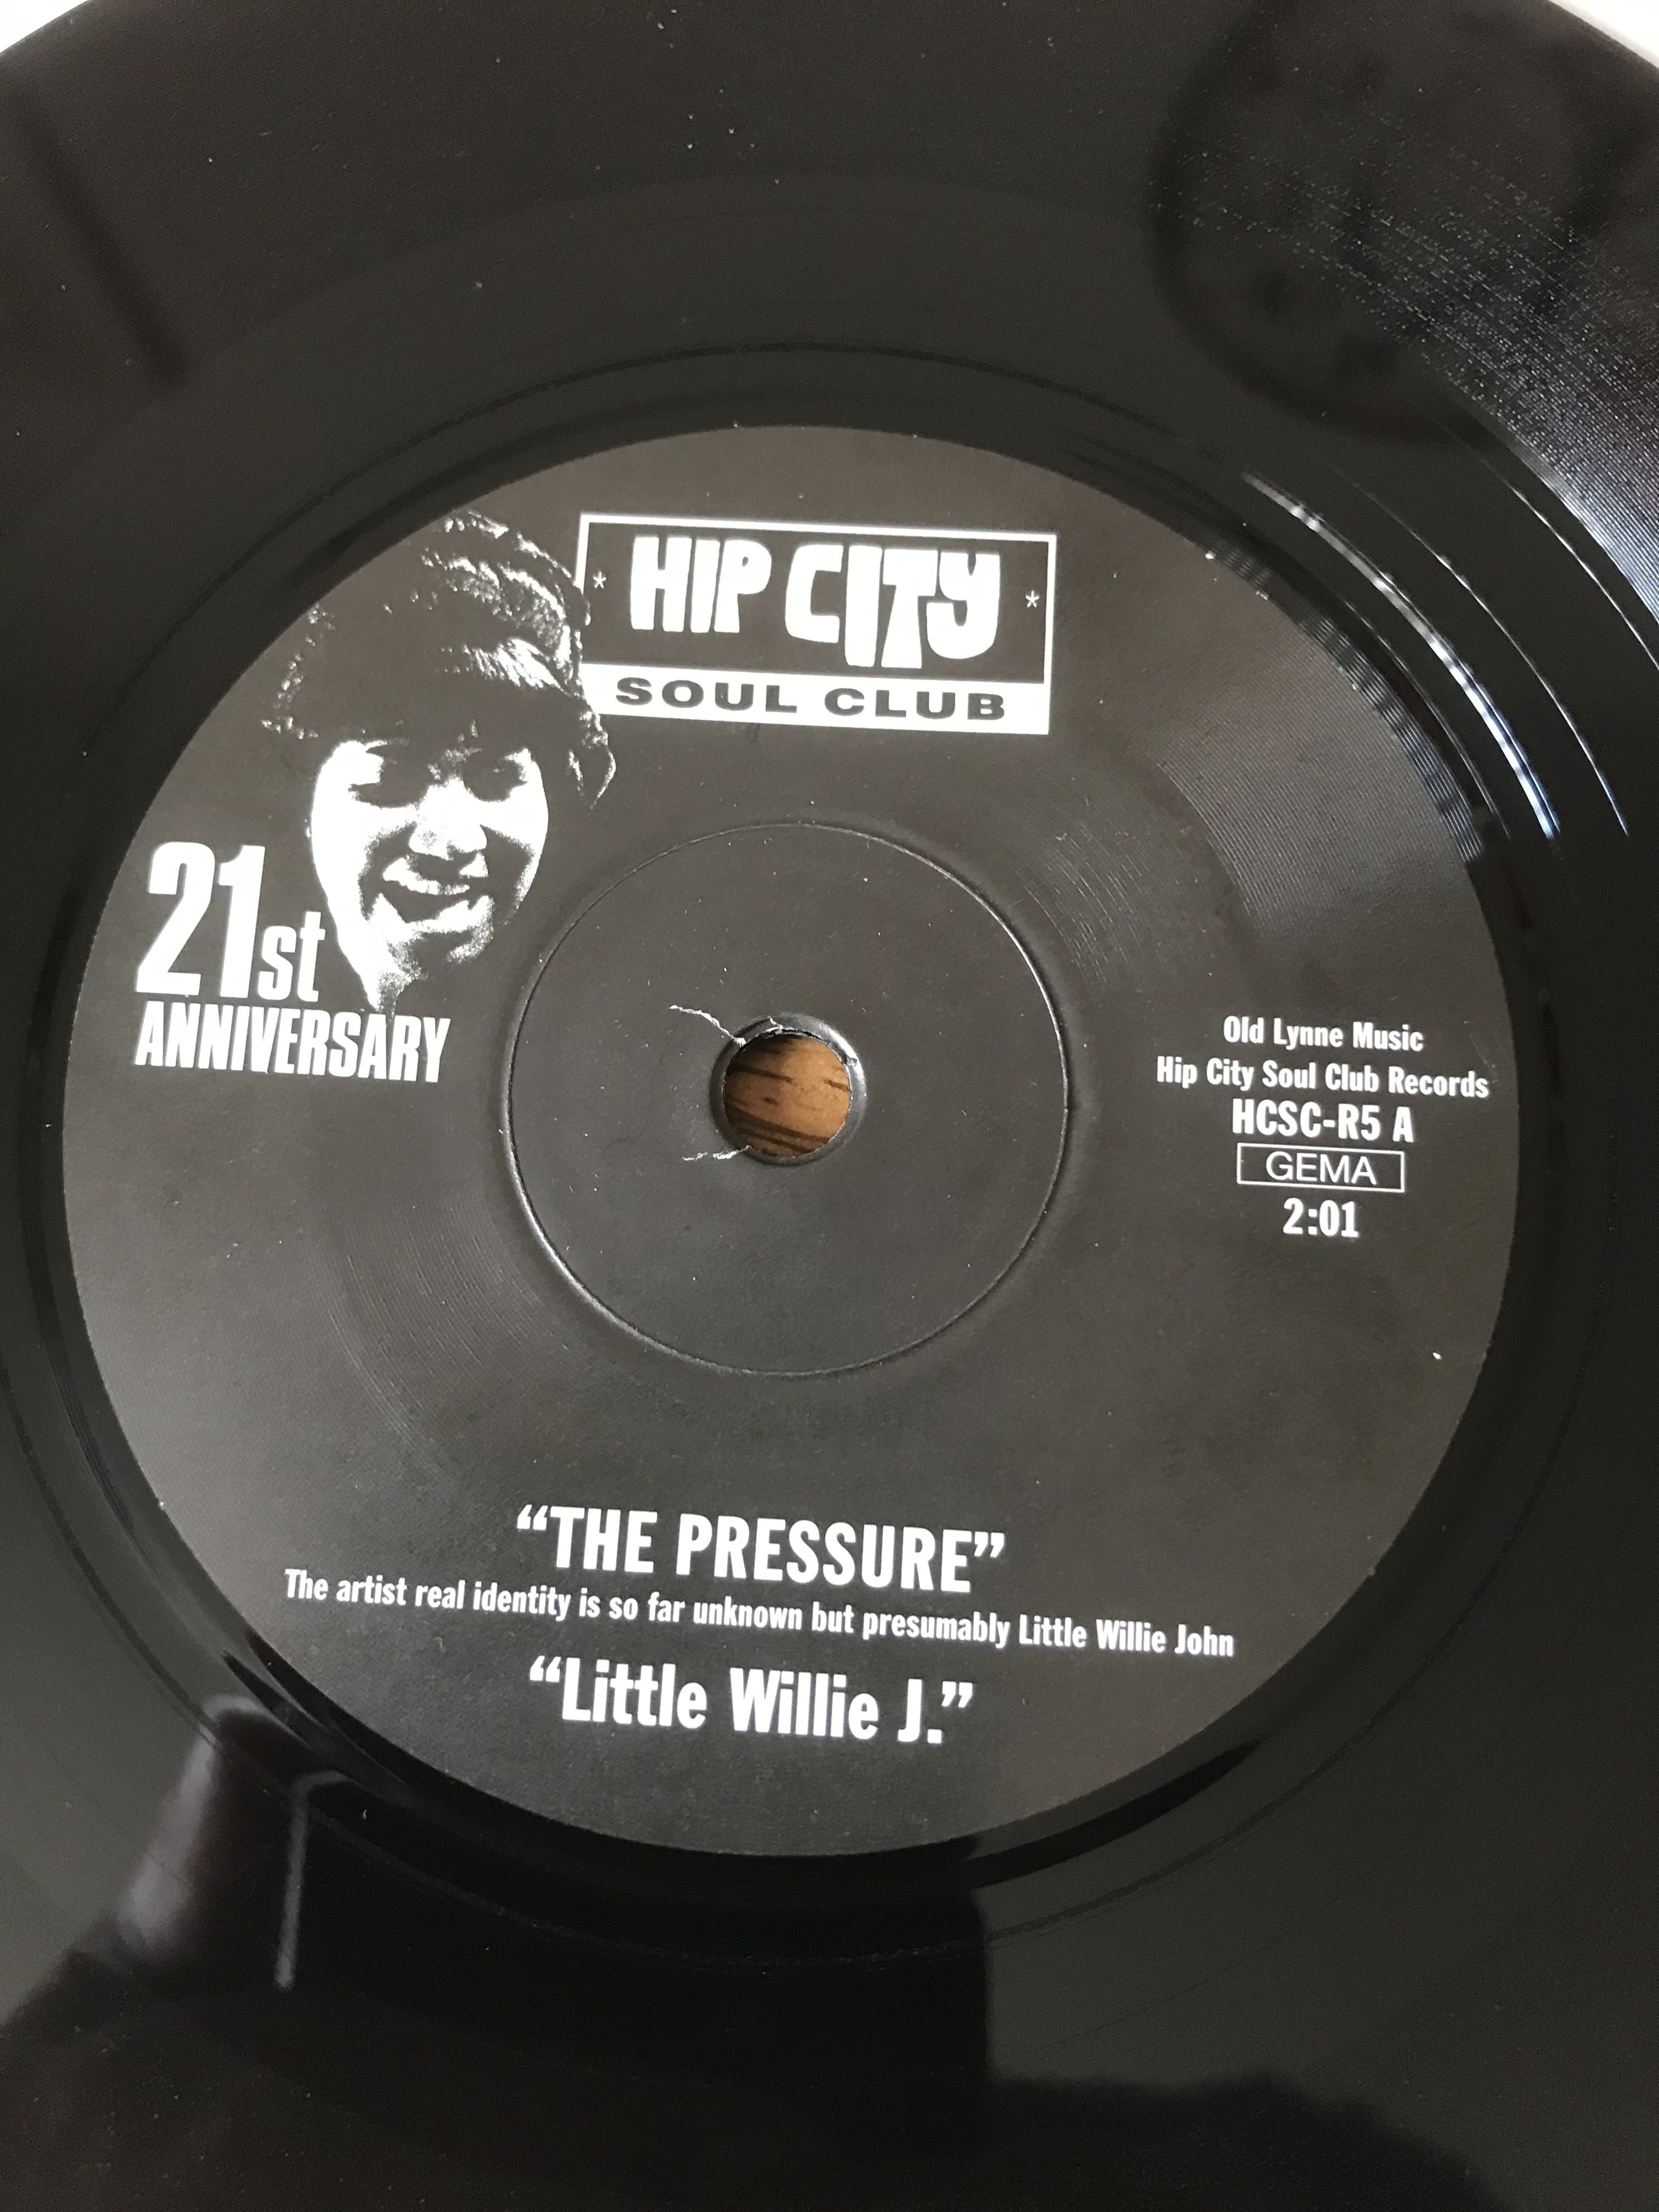 HIP CITY
SOUL CLUB
21st
ANNIVERSARY
Old Lynne Music
Hip City Soul Club Records
HCSC-R5 A
GEMA
2:01
“THE PRESSURE”
The artist real identity is so far unknown but presumably Little Willie John
“Little Willie J.”